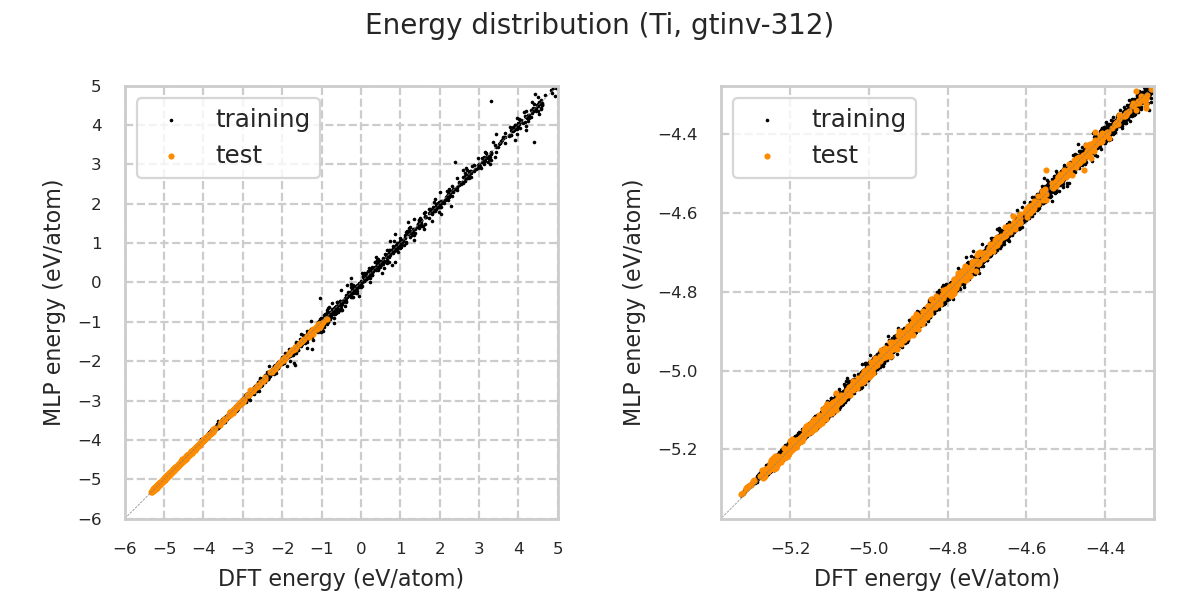 Energy distribution (Ti, gtinv-312)
5
4
3
2
1
0
−1
−2
−3
−4
−5
−6
MLP energy (eV/atom)
training
test
−6 −5 −4 −3 −2 −1 0 1 2 3 4 5
DFT energy (eV/atom)
−4.4
−4.6
−4.8
−5.0
−5.2
MLP energy (eV/atom)
training
test
−5.2 −5.0 −4.8 −4.6 −4.4
DFT energy (eV/atom)